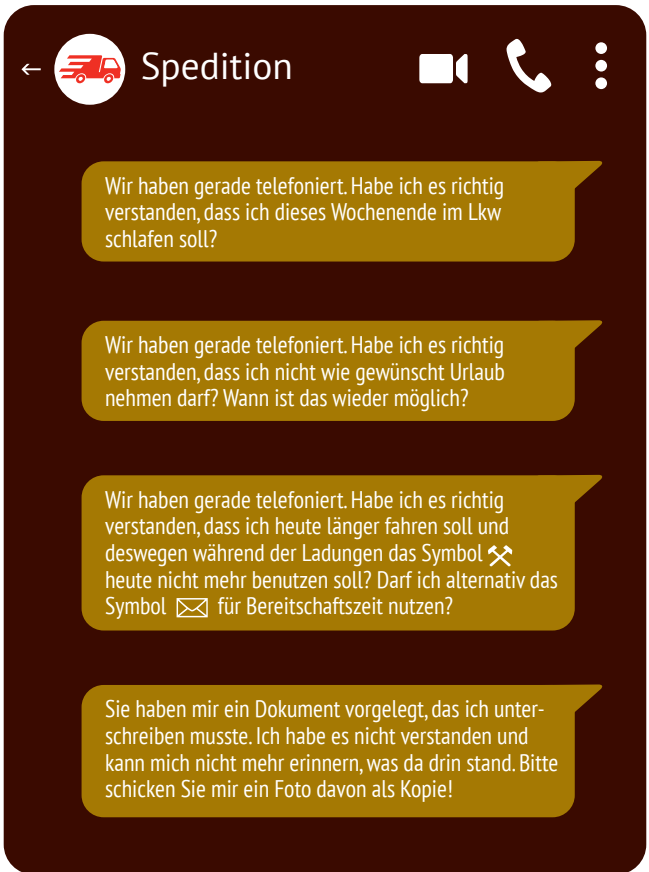 Spedition
Wir haben gerade telefoniert. Habe ich es richtig
verstanden, dass ich dieses Wochenende im Lkw
schlafen soll?
Wir haben gerade telefoniert. Habe ich es richtig
verstanden, dass ich nicht wie gewünscht Urlaub
nehmen darf? Wann ist das wieder möglich?
Wir haben gerade telefoniert. Habe ich es richtig
verstanden, dass ich heute länger fahren soll und
deswegen während der Ladungen das Symbol
heute nicht mehr benutzen soll? Darf ich alternativ das
Symbol für Bereitschaftszeit nutzen?
Sie haben mir ein Dokument vorgelegt, das ich unter-
schreiben musste. Ich habe es nicht verstanden und
kann mich nicht mehr erinnern, was da drin stand. Bitte
schicken Sie mir ein Foto davon als Kopie!